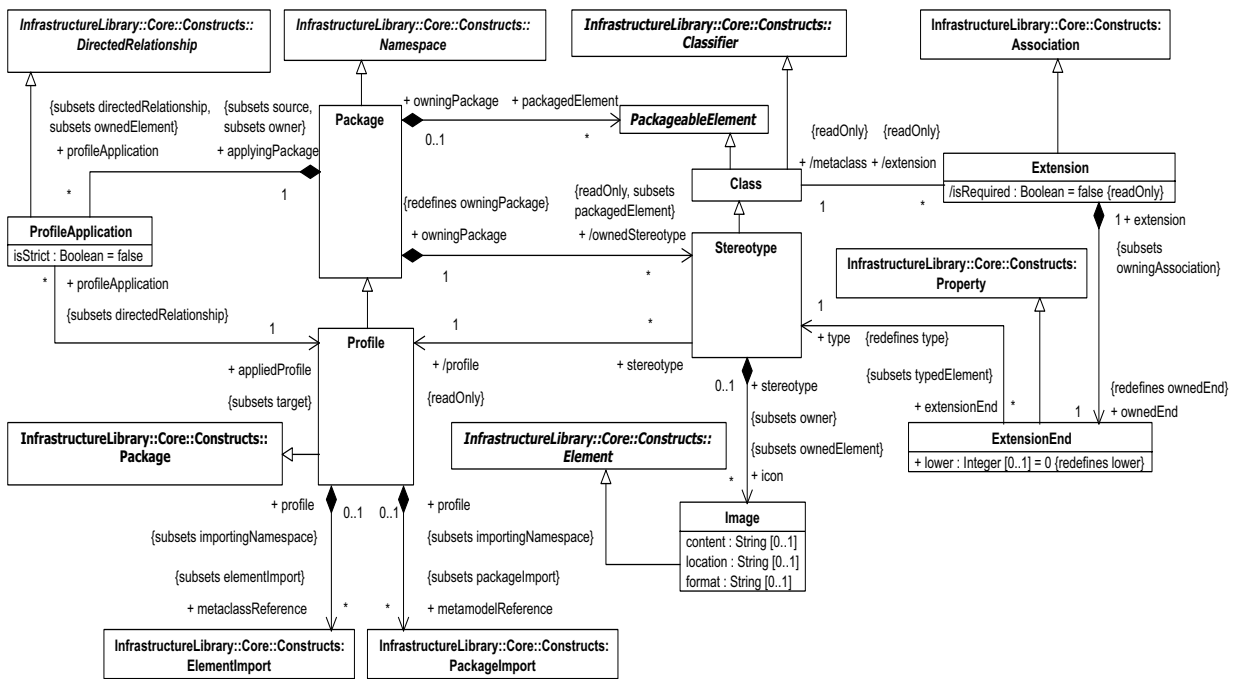 InfrastructureLibrary::Core::Constructs::
DirectedRelationship
InfrastructureLibrary::Core::Constructs::
Namespace
InfrastructureLibrary::Core::Constructs::
Classifier
InfrastructureLibrary::Core::Constructs:
Association
{subsets directedRelationship,
subsets ownedElement}
+ profileApplication
*
{subsets source,
subsets owner}
+ applyingPackage
1
Package
+ owningPackage
0..1
+ packagedElement
*
PackageableElement
{readOnly}
+ /metaclass
1
{readOnly}
+ /extension
*
Class
Extension
/isRequired : Boolean = false {readOnly}
{redefines owningPackage}
+ owningPackage
1
{readOnly, subsets
packagedElement}
+ /ownedStereotype
*
Stereotype
1 + extension
{subsets
owningAssociation}
ProfileApplication
isStrict : Boolean = false
InfrastructureLibrary::Core::Constructs:
Property
* + profileApplication
{subsets directedRelationship}
1
+ appliedProfile
{subsets target}
Profile
1
+ /profile
{readOnly}
*
+ stereotype
1
+ type {redefines type}
{subsets typedElement}
+ extensionEnd *
{redefines ownedEnd}
1 + ownedEnd
ExtensionEnd
+ lower : Integer [0..1] = 0 {redefines lower}
0..1 + stereotype
{subsets owner}
{subsets ownedElement}
+ icon
*
InfrastructureLibrary::Core::Constructs::
Package
InfrastructureLibrary::Core::Constructs::
Element
Image
content : String [0..1]
location : String [0..1]
format : String [0..1]
+ profile
0..1
{subsets importingNamespace}
{subsets elementImport}
+ metaclassReference *
0..1
+ profile
{subsets importingNamespace}
{subsets packageImport}
* + metamodelReference
InfrastructureLibrary::Core::Constructs:
ElementImport
InfrastructureLibrary::Core::Constructs:
PackageImport